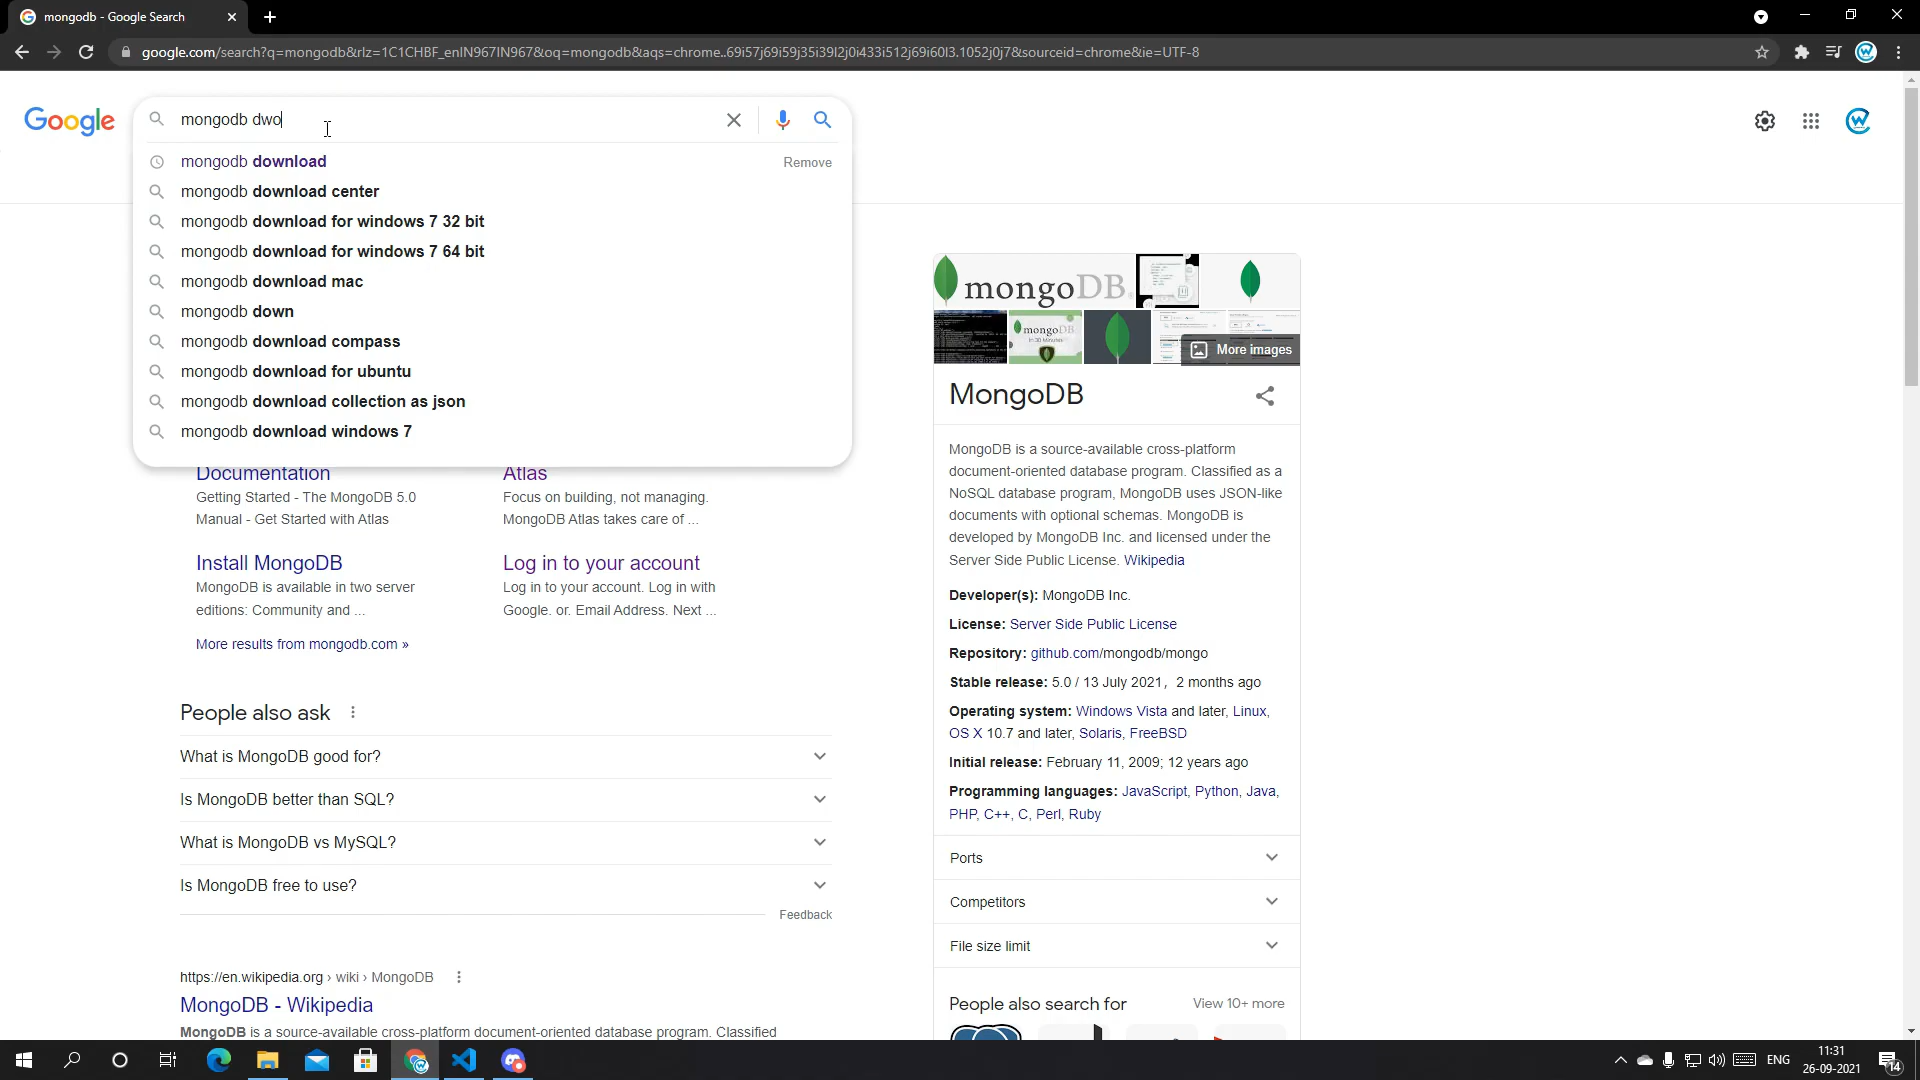 mongodb - Google Search
google.com/search?q=mongodb&rlz=1C1CHBF_enIN967IN967&oq=mongodb&aqs=chrome..69i57j69i59j35i39l2j0i433i512j69i60l3.1052j0j7&sourceid=chrome&ie=UTF-8
Google
mongodb dwo
mongodb download
Remove
mongodb download center
mongodb download for windows 7 32 bit
mongodb download for windows 7 64 bit
mongodb download mac
mongodb down
mongodb download compass
mongodb download for ubuntu
mongodb download collection as json
mongodb download windows 7
Documentation
Getting Started - The MongoDB 5.0
Manual - Get Started with Atlas
Atlas
Focus on building, not managing.
MongoDB Atlas takes care of ...
Install MongoDB
MongoDB is available in two server
editions: Community and ...
Log in to your account
Log in to your account. Log in with
Google. or. Email Address. Next ...
More results from mongodb.com »
People also ask
What is MongoDB good for?
Is MongoDB better than SQL?
What is MongoDB vs MySQL?
Is MongoDB free to use?
Feedback
https://en.wikipedia.org › wiki › MongoDB
MongoDB - Wikipedia
MongoDB is a source-available cross-platform document-oriented database program. Classified
mongoDB
mongoDB
More images
MongoDB
MongoDB is a source-available cross-platform
document-oriented database program. Classified as a
NoSQL database program, MongoDB uses JSON-like
documents with optional schemas. MongoDB is
developed by MongoDB Inc. and licensed under the
Server Side Public License. Wikipedia
Developer(s): MongoDB Inc.
License: Server Side Public License
Repository: github.com/mongodb/mongo
Stable release: 5.0 / 13 July 2021, 2 months ago
Operating system: Windows Vista and later, Linux,
OS X 10.7 and later, Solaris, FreeBSD
Initial release: February 11, 2009; 12 years ago
Programming languages: JavaScript, Python, Java,
PHP, C++, C, Perl, Ruby
Ports
Competitors
File size limit
People also search for
View 10+ more
ENG
11:31
26-09-2021
14